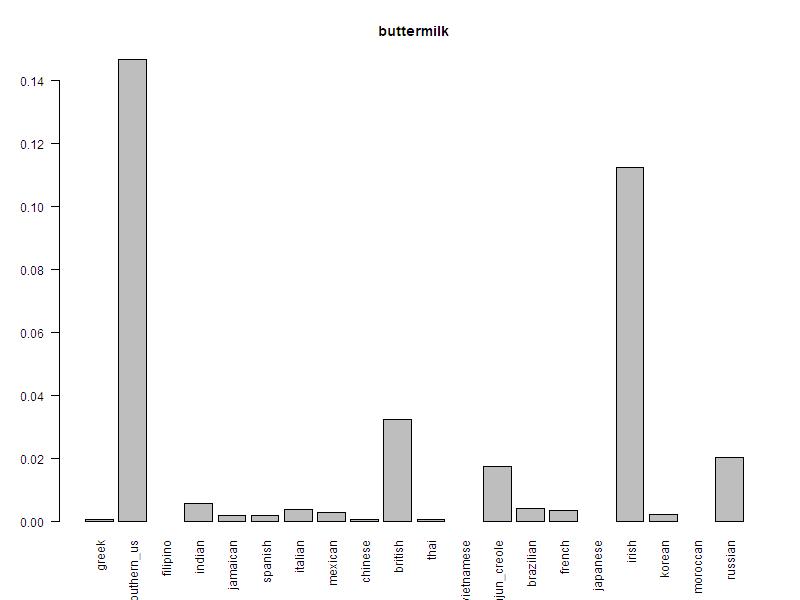 buttermilk
0.14
0.12
0.10
0.08
0.06
0.04
0.02
0.00
greek
outhern_us
filipino
indian
jamaican
spanish
italian
mexican
chinese
british
thai
vietnamese
jun_creole
brazilian
french
japanese
irish
korean
moroccan
russian